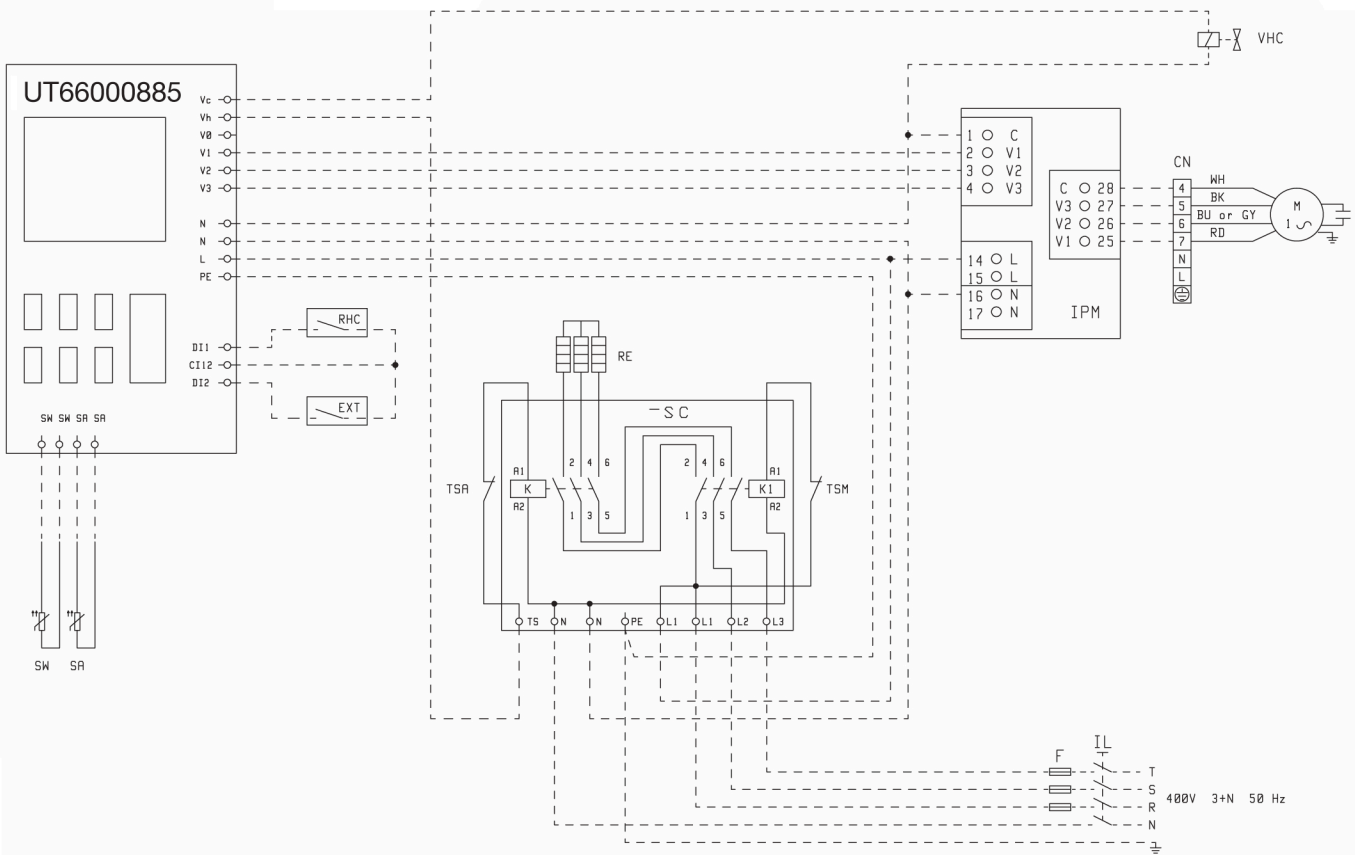 VHC
UT66000885
Vc
Vh
V0
V1
V2
V3
N
N
L
PE
DI1
CI12
DI2
RHC
EXT
SW SW SA SA
SW
SA
1 C
2 V1
3 V2
4 V3
C 28
V3 27
V2 26
V1 25
14 L
15 L
16 N
17 N
IPM
CN
4
5
6
7
N
L
WH
BK
BU or GY
RD
M
1
RE
-SC
2 4 6
2 4 6
TSA
A1
K
A2
1 3 5
1 3 5
A1
K1
A2
TSM
TS N N PE L1 L1 L2 L3
F
IL
T
S
R
N
400V 3+N 50 Hz